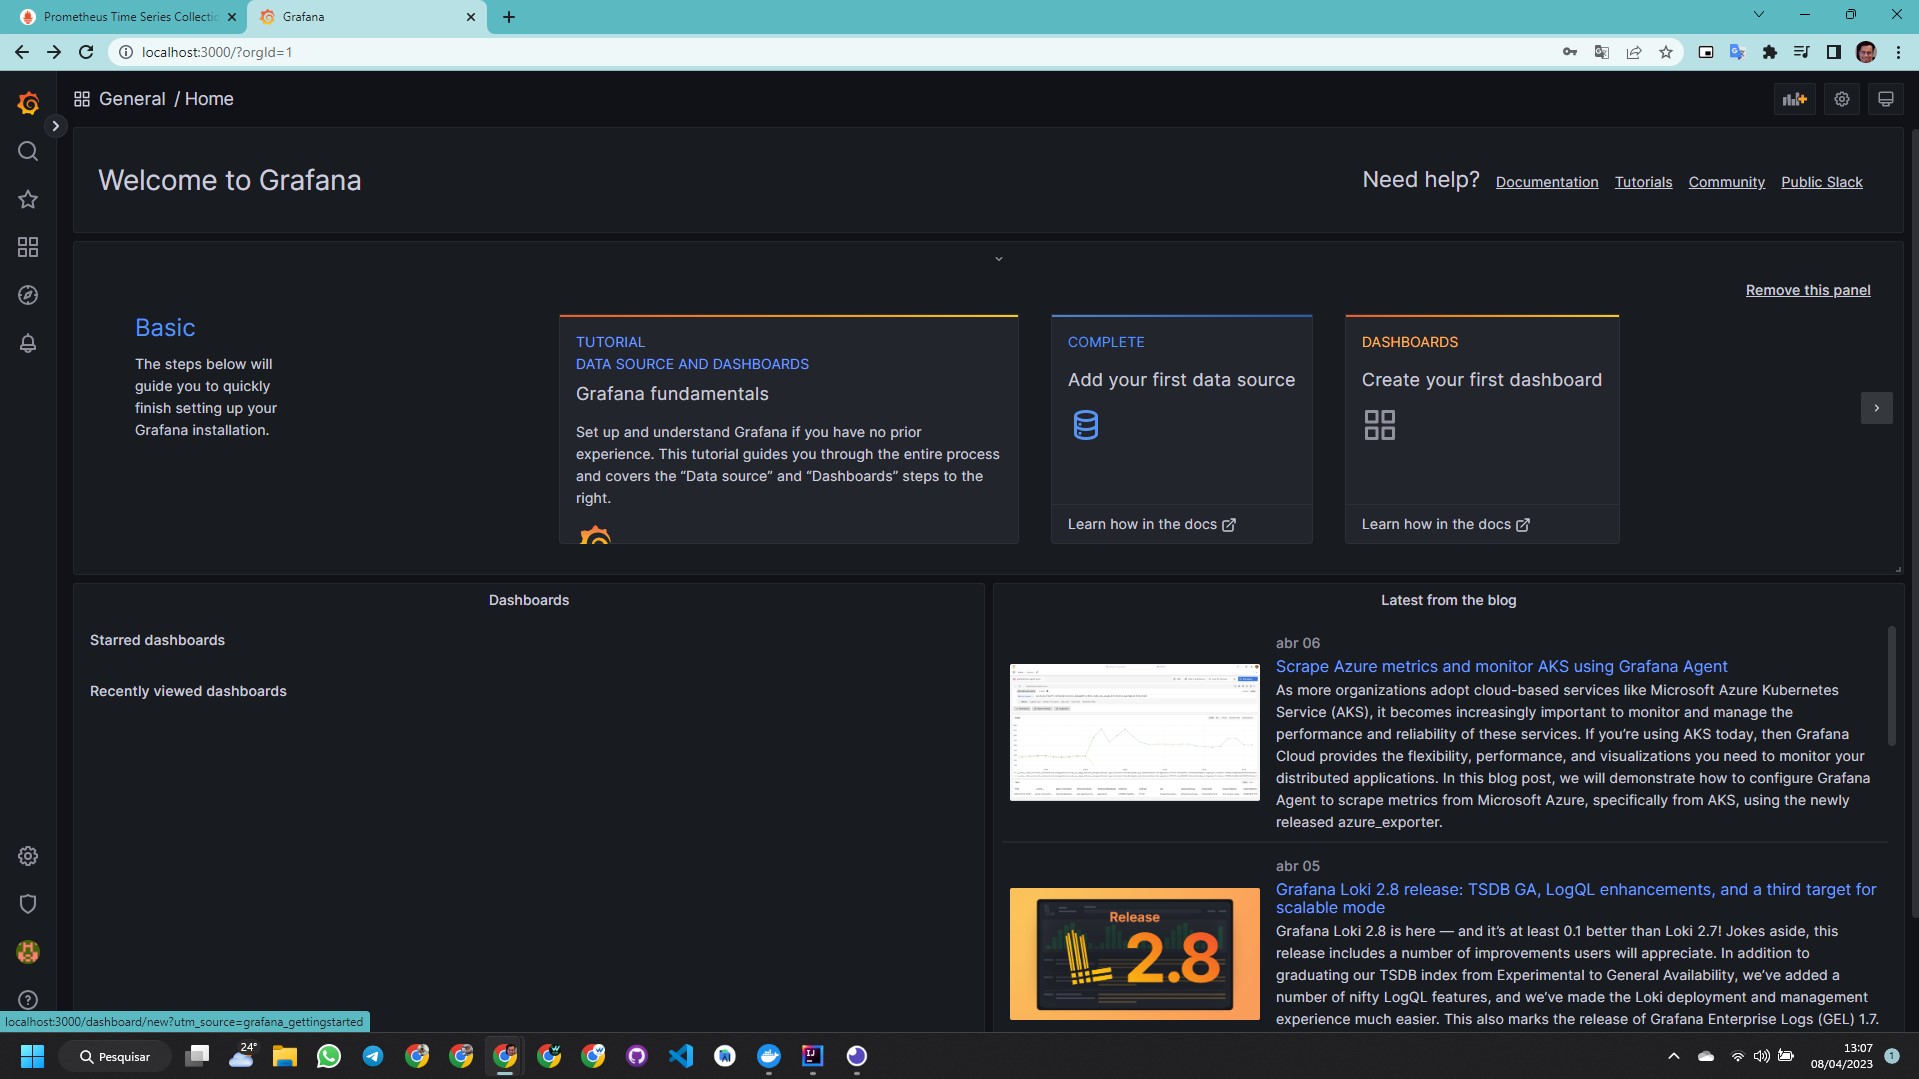 Prometheus Time Series Collectio
Grafana
localhost:3000/?orgId=1
General / Home
Welcome to Grafana
Need help? Documentation Tutorials Community Public Slack
Remove this panel
Basic
The steps below will
guide you to quickly
finish setting up your
Grafana installation.
TUTORIAL
DATA SOURCE AND DASHBOARDS
Grafana fundamentals
Set up and understand Grafana if you have no prior
experience. This tutorial guides you through the entire process
and covers the “Data source” and “Dashboards” steps to the
right.
COMPLETE
Add your first data source
Learn how in the docs
DASHBOARDS
Create your first dashboard
Learn how in the docs
Dashboards
Starred dashboards
Recently viewed dashboards
Latest from the blog
abr 06
Scrape Azure metrics and monitor AKS using Grafana Agent
As more organizations adopt cloud-based services like Microsoft Azure Kubernetes
Service (AKS), it becomes increasingly important to monitor and manage the
performance and reliability of these services. If you’re using AKS today, then Grafana
Cloud provides the flexibility, performance, and visualizations you need to monitor your
distributed applications. In this blog post, we will demonstrate how to configure Grafana
Agent to scrape metrics from Microsoft Azure, specifically from AKS, using the newly
released azure_exporter.
abr 05
Grafana Loki 2.8 release: TSDB GA, LogQL enhancements, and a third target for
scalable mode
Grafana Loki 2.8 is here — and it’s at least 0.1 better than Loki 2.7! Jokes aside, this
release includes a number of improvements users will appreciate. In addition to
graduating our TSDB index from Experimental to General Availability, we’ve added a
number of nifty LogQL features, and we’ve made the Loki deployment and management
experience much easier. This also marks the release of Grafana Enterprise Logs (GEL) 1.7.
Release
2.8
localhost:3000/dashboard/new?utm_source=grafana_gettingstarted
Pesquisar
24°
13:07
08/04/2023
1